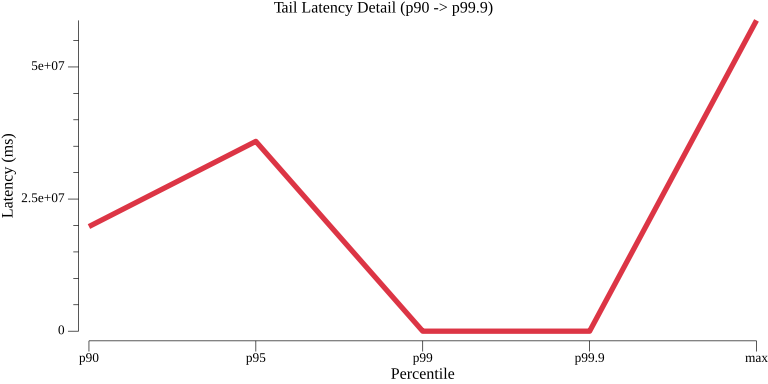 Tail Latency Detail (p90 -> p99.9)
Latency (ms)
5e+07
2.5e+07
0
p90 p95 p99 p99.9 max
Percentile